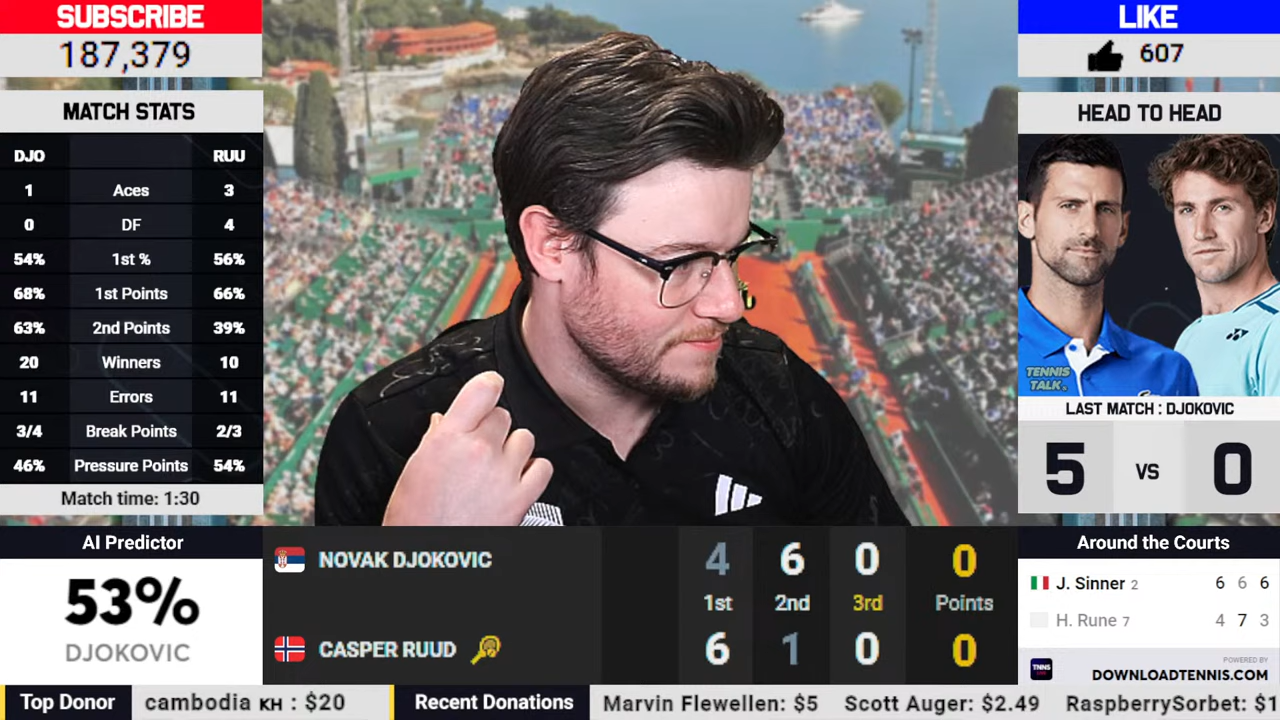 SUBSCRIBE
187,379
MATCH STATS
DJO RUU
1 Aces 3
0 DF 4
54% 1st % 56%
68% 1st Points 66%
63% 2nd Points 39%
20 Winners 10
11 Errors 11
3/4 Break Points 2/3
46% Pressure Points 54%
Match time: 1:30
AI Predictor
53%
DJOKOVIC
LIKE
607
HEAD TO HEAD
TENNIS
TALK.
LAST MATCH : DJOKOVIC
5 VS 0
NOVAK DJOKOVIC 4 6 0 0
1st 2nd 3rd Points
CASPER RUUD 6 1 0 0
Around the Courts
J. Sinner 2 6 6 6
H. Rune 7 4 7 3
TNNS
POWERED BY
DOWNLOADTENNIS.COM
Top Donor cambodia KH : $20 Recent Donations Marvin Flewellen: $5 Scott Auger: $2.49 RaspberrySorbet: $1